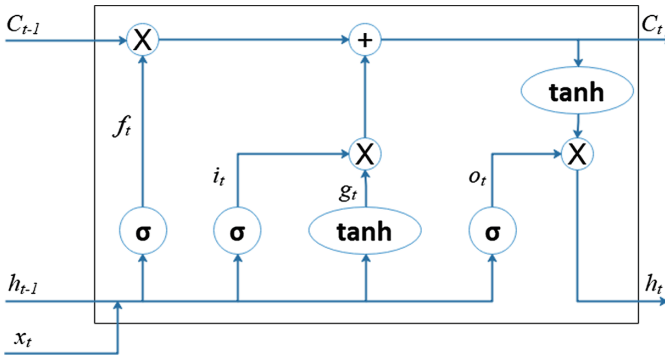 C_{t-1}
X
+
C_t
tanh
f_t
i_t
X
g_t
o_t
X
σ
σ
tanh
σ
h_{t-1}
h_t
x_t